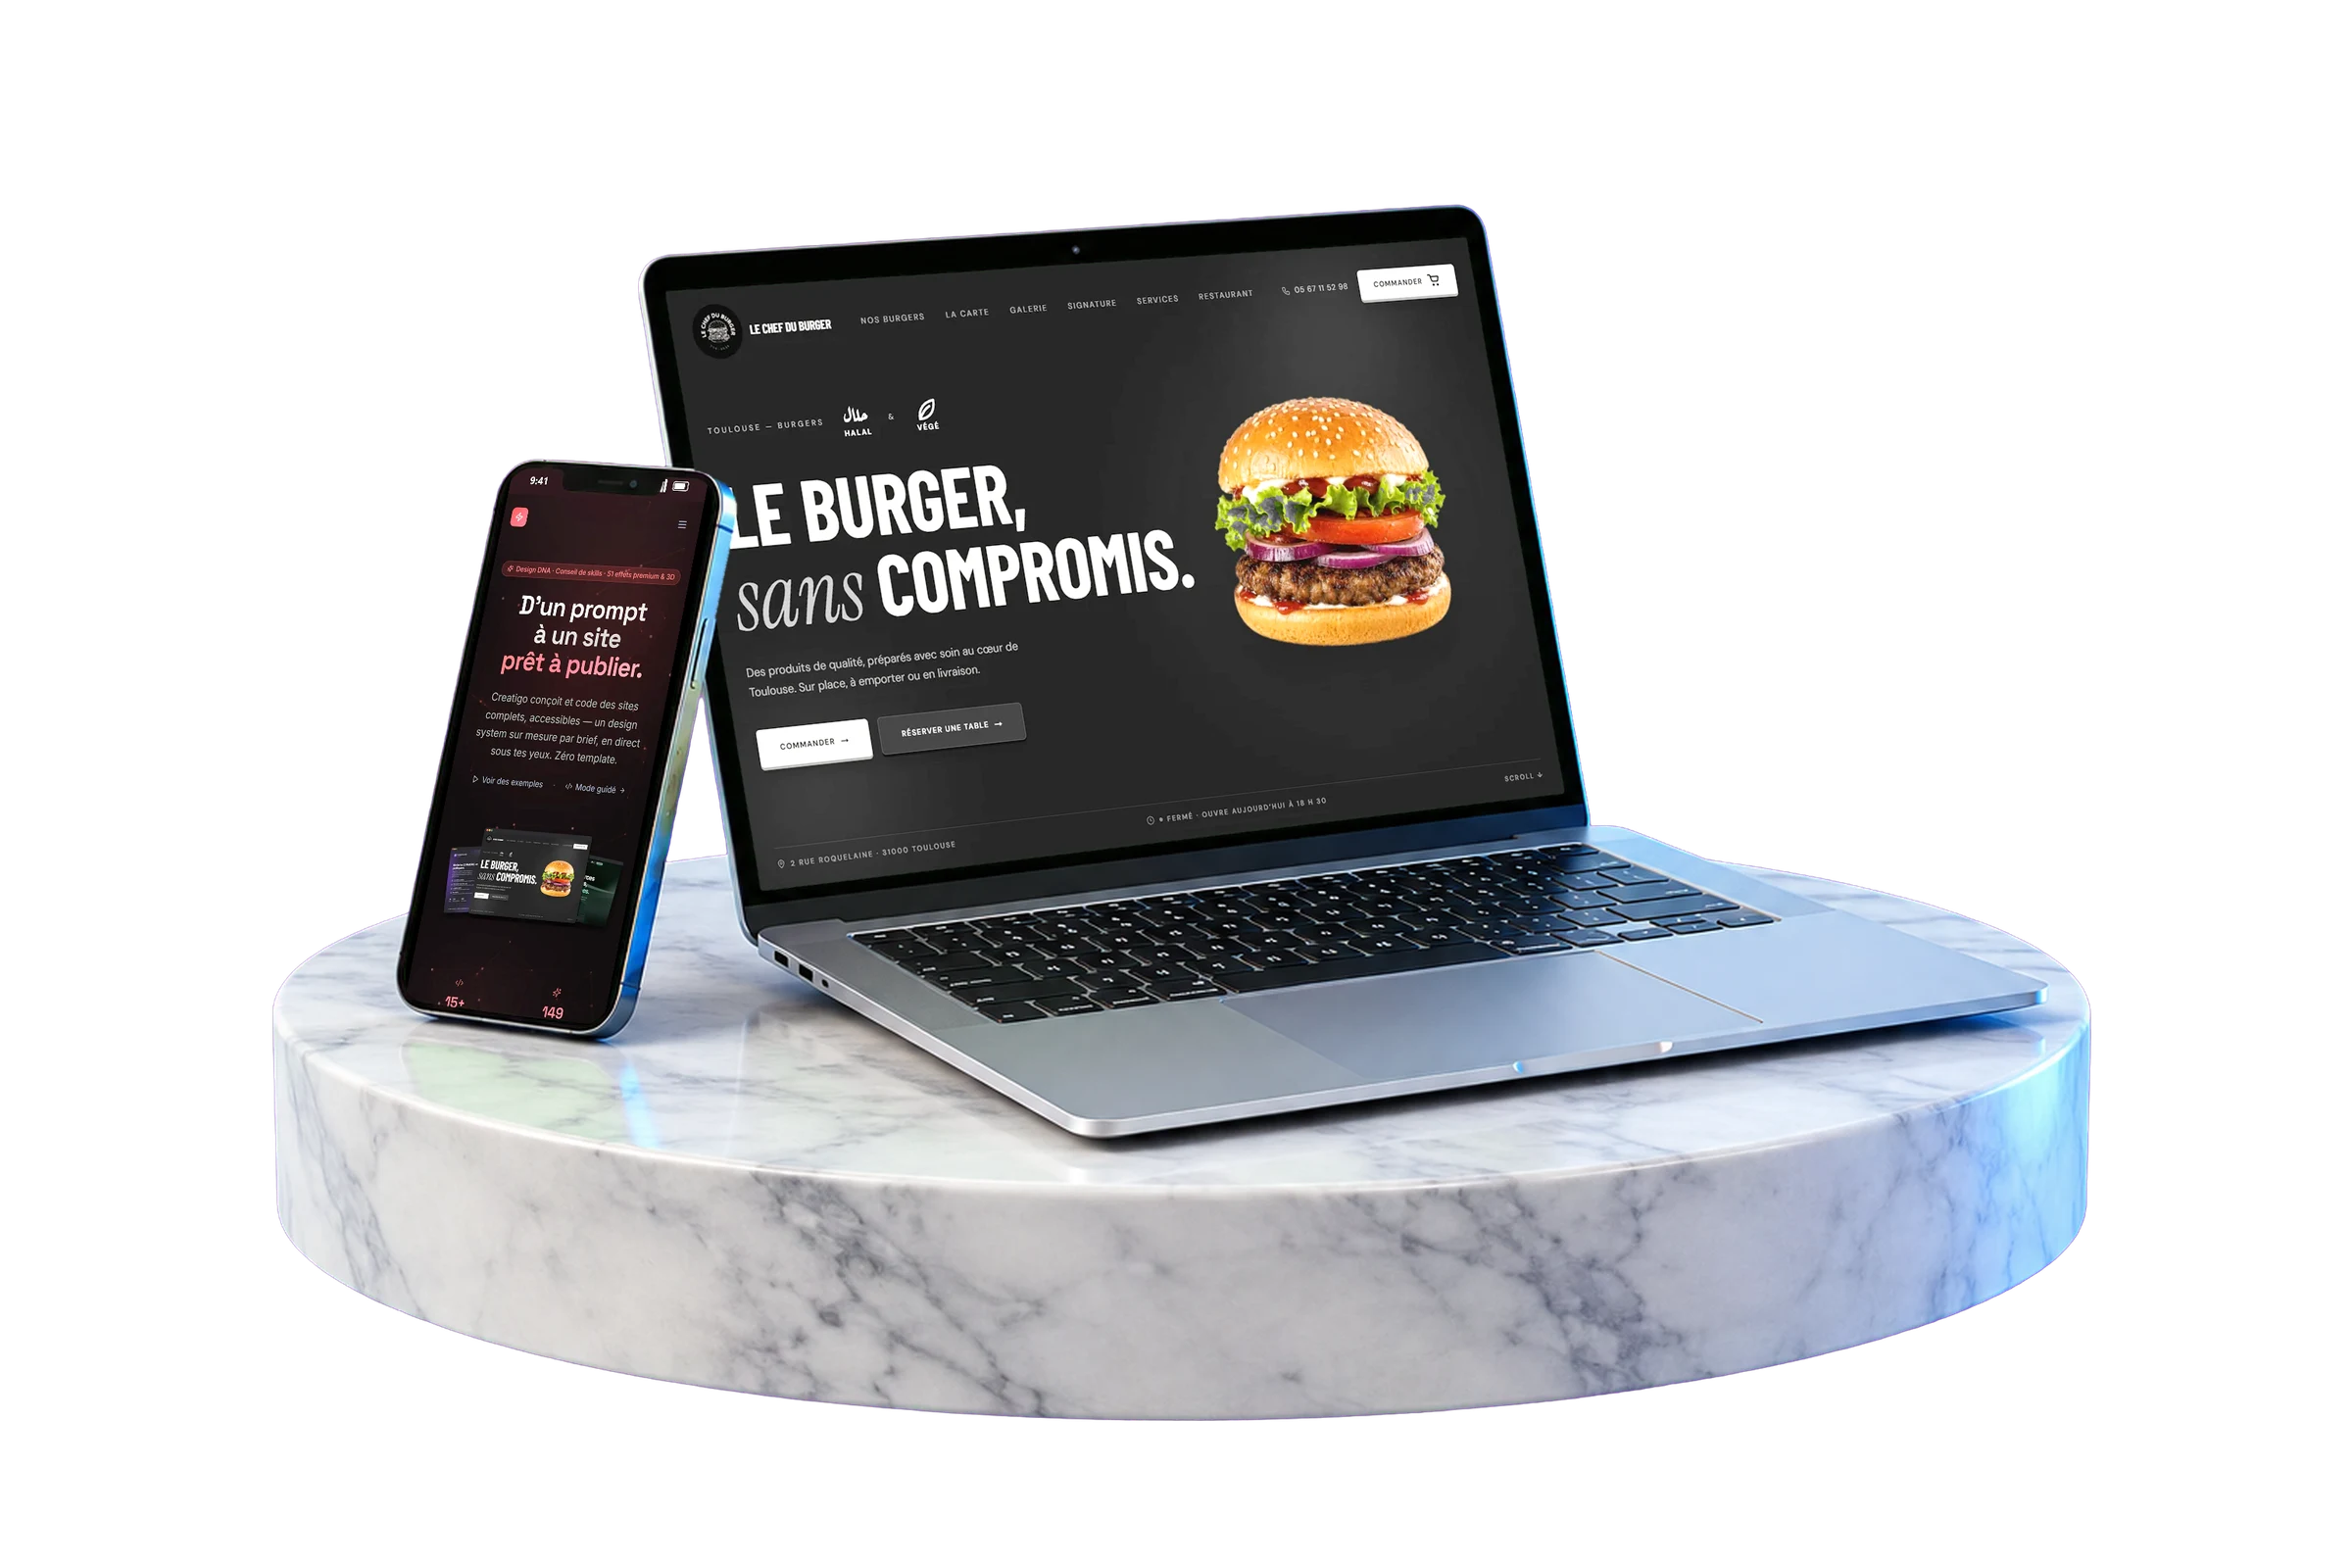 LE CHEF DU BURGER
NOS BURGERS
LA CARTE
GALERIE
SIGNATURE
SERVICES
RESTAURANT
05 67 11 52 98
COMMANDER
TOULOUSE — BURGERS
حلال
HALAL
&
VÉGÉ
LE BURGER,
sans COMPROMIS.
Des produits de qualité, préparés avec soin au cœur de
Toulouse. Sur place, à emporter ou en livraison.
COMMANDER →
RÉSERVER UNE TABLE →
2 RUE ROQUELAINE · 31000 TOULOUSE
FERMÉ · OUVRE AUJOURD'HUI À 18 H 30
SCROLL ↓
9:41
Design DNA · Conseil de skills · 51 effets premium & 3D
D'un prompt
à un site
prêt à publier.
Creatigo conçoit et code des sites
complets, accessibles — un design
system sur mesure par brief, en direct
sous tes yeux. Zéro template.
Voir des exemples · Mode guidé →
LE BURGER,
sans COMPROMIS.
15+
149